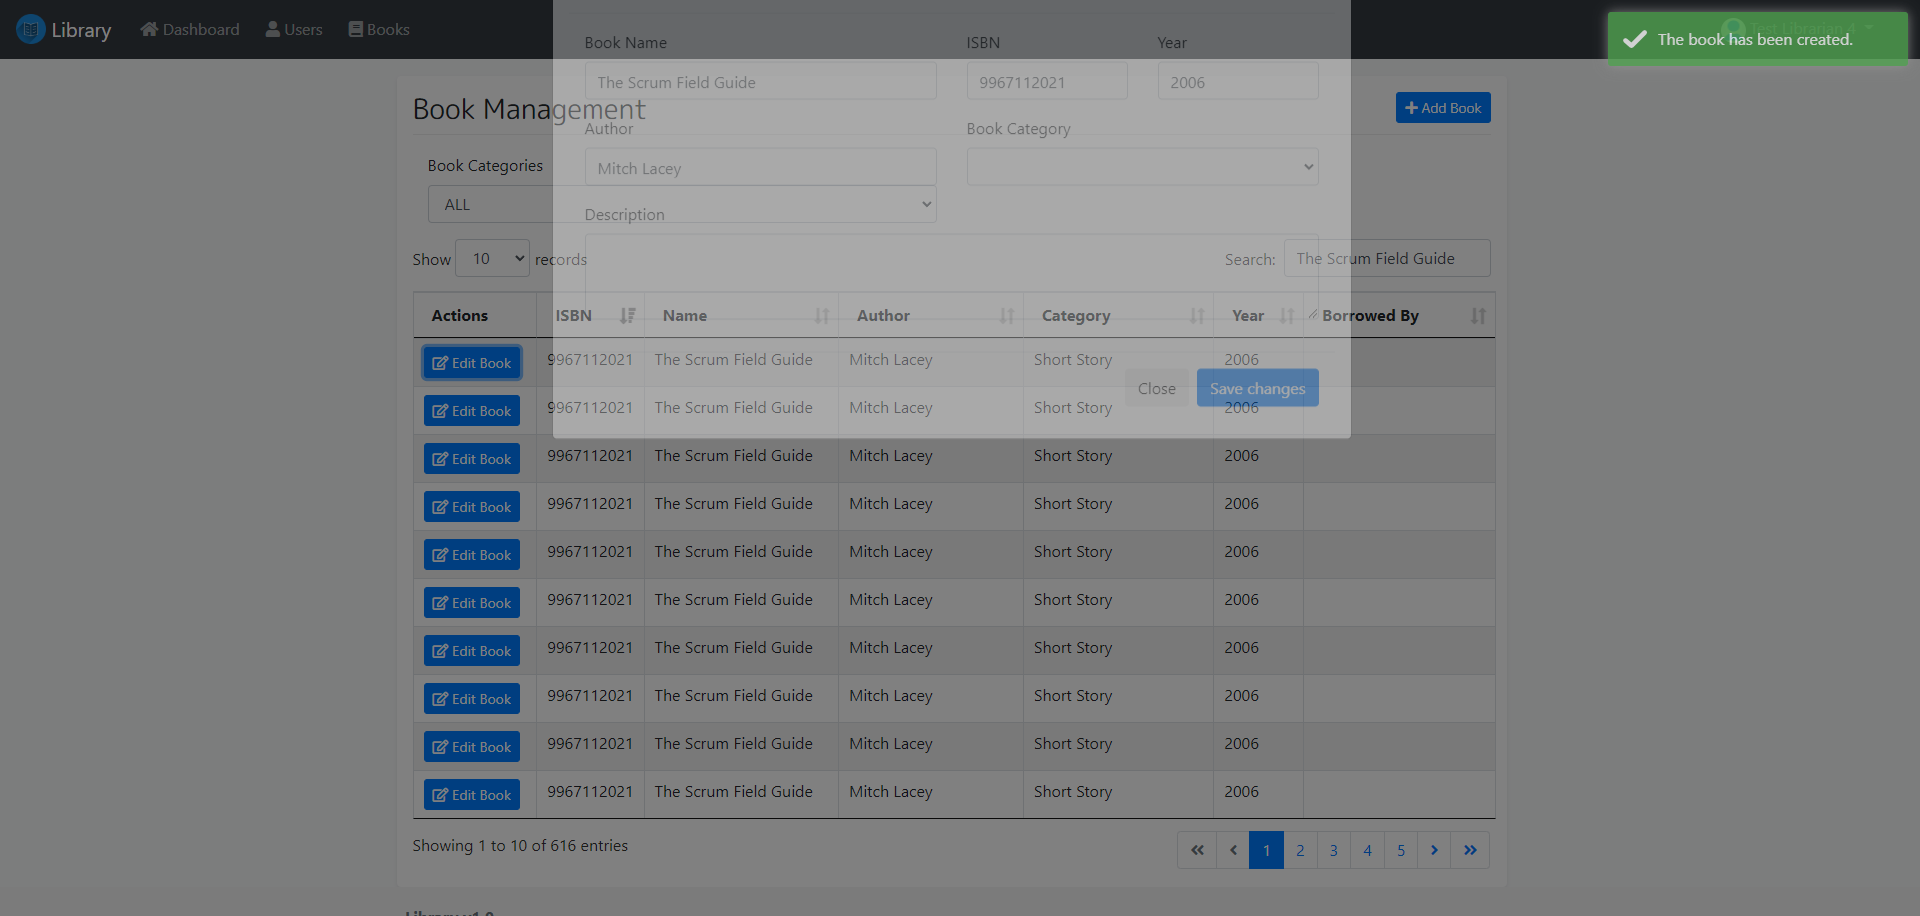 Library Dashboard Users Books
Test Librarian 4
The book has been created.
Book Name ISBN Year
The Scrum Field Guide 9967112021 2006
Book Management
Add Book
Author Book Category
Mitch Lacey
Book Categories
ALL
Description
Show 10 records Search: The Scrum Field Guide
Actions ISBN Name Author Category Year Borrowed By
Edit Book 9967112021 The Scrum Field Guide Mitch Lacey Short Story 2006
Close Save changes
Edit Book 9967112021 The Scrum Field Guide Mitch Lacey Short Story 2006
Edit Book 9967112021 The Scrum Field Guide Mitch Lacey Short Story 2006
Edit Book 9967112021 The Scrum Field Guide Mitch Lacey Short Story 2006
Edit Book 9967112021 The Scrum Field Guide Mitch Lacey Short Story 2006
Edit Book 9967112021 The Scrum Field Guide Mitch Lacey Short Story 2006
Edit Book 9967112021 The Scrum Field Guide Mitch Lacey Short Story 2006
Edit Book 9967112021 The Scrum Field Guide Mitch Lacey Short Story 2006
Edit Book 9967112021 The Scrum Field Guide Mitch Lacey Short Story 2006
Edit Book 9967112021 The Scrum Field Guide Mitch Lacey Short Story 2006
Showing 1 to 10 of 616 entries
« ‹ 1 2 3 4 5 › »